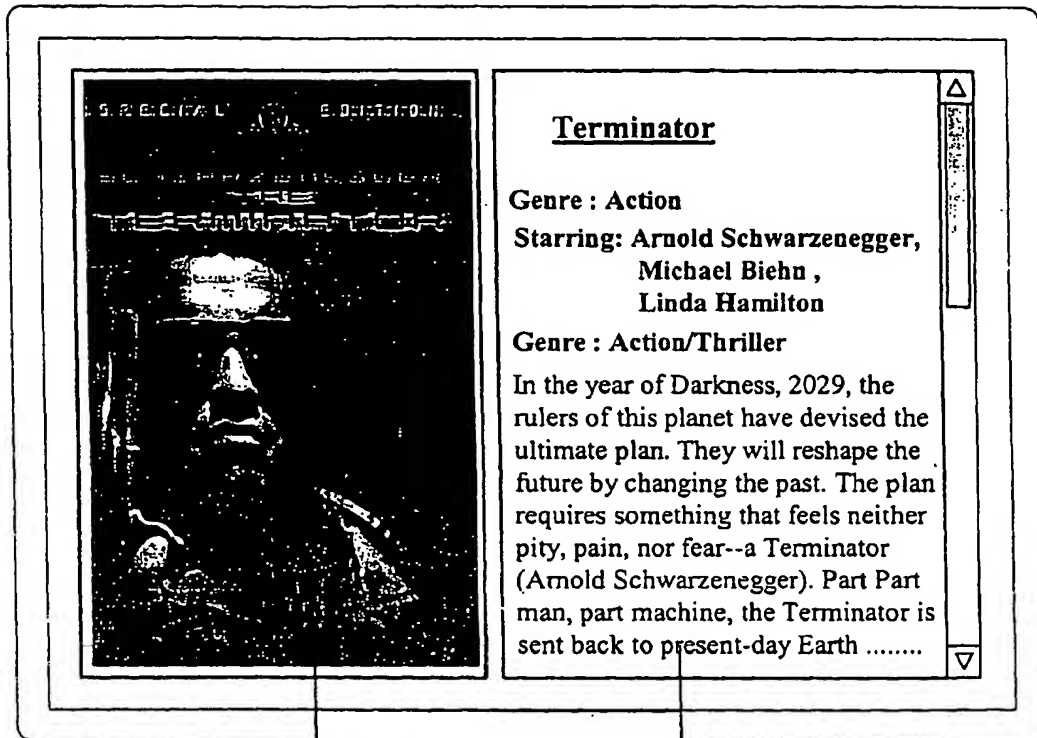 SPECIAL EDITION
Terminator
Genre : Action
Starring: Arnold Schwarzenegger,
Michael Biehn ,
Linda Hamilton
Genre : Action/Thriller
In the year of Darkness, 2029, the
rulers of this planet have devised the
ultimate plan. They will reshape the
future by changing the past. The plan
requires something that feels neither
pity, pain, nor fear--a Terminator
(Arnold Schwarzenegger). Part Part
man, part machine, the Terminator is
sent back to present-day Earth ........